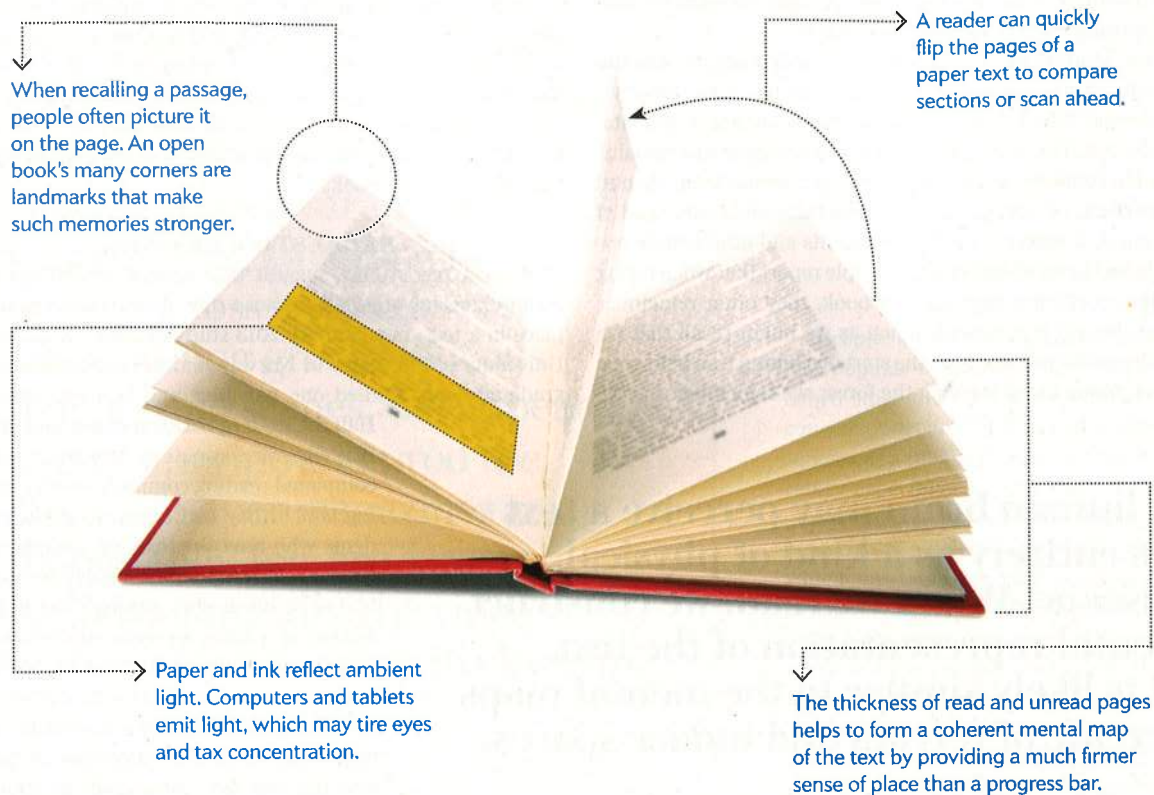 When recalling a passage,
people often picture it
on the page. An open
book's many corners are
landmarks that make
such memories stronger.
A reader can quickly
flip the pages of a
paper text to compare
sections or scan ahead.
Paper and ink reflect ambient
light. Computers and tablets
emit light, which may tire eyes
and tax concentration.
The thickness of read and unread pages
helps to form a coherent mental map
of the text by providing a much firmer
sense of place than a progress bar.